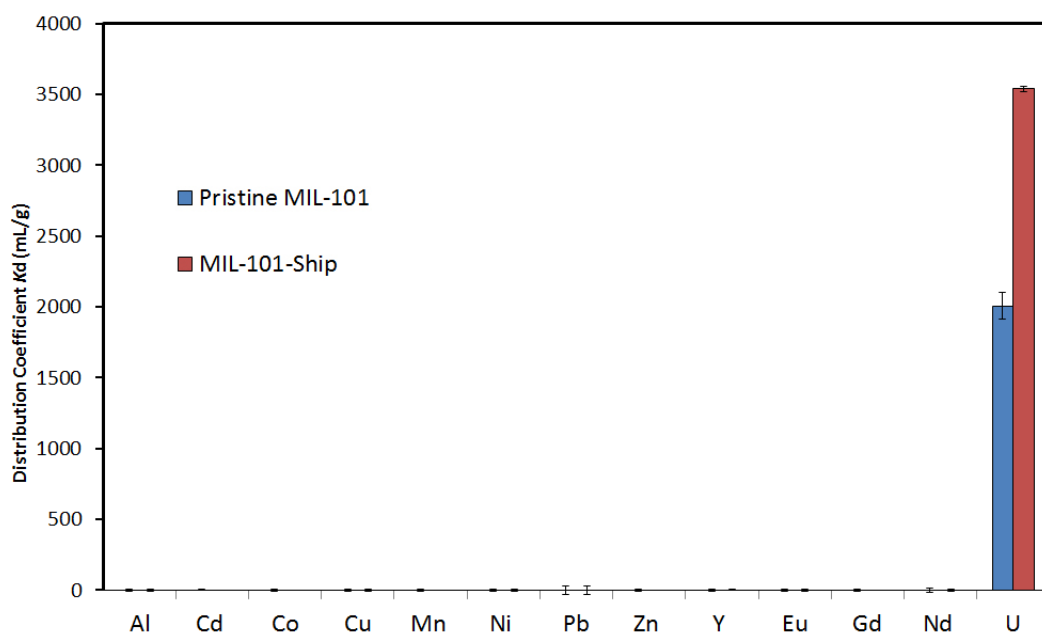 4000
3500
3000
2500
2000
1500
1000
500
0
Distribution Coefficient Kd (mL/g)
Pristine MIL-101
MIL-101-Ship
Al Cd Co Cu Mn Ni Pb Zn Y Eu Gd Nd U